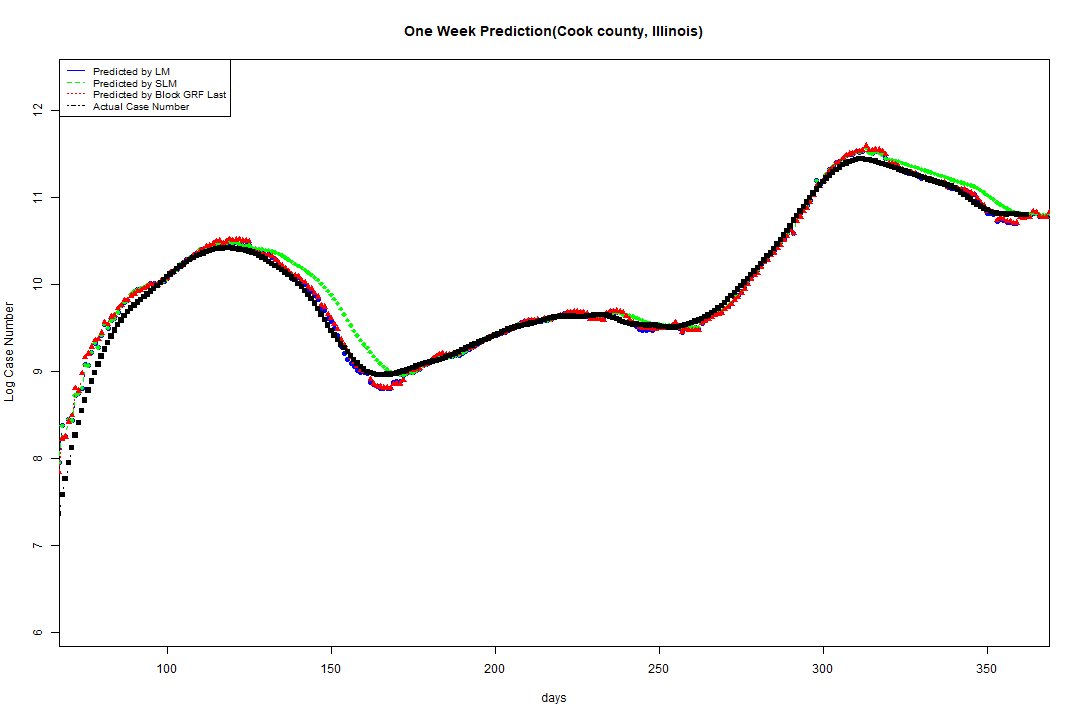 One Week Prediction(Cook county, Illinois)
Predicted by LM
Predicted by SLM
Predicted by Block GRF Last
Actual Case Number
12
11
10
9
8
7
6
Log Case Number
100 150 200 250 300 350
days